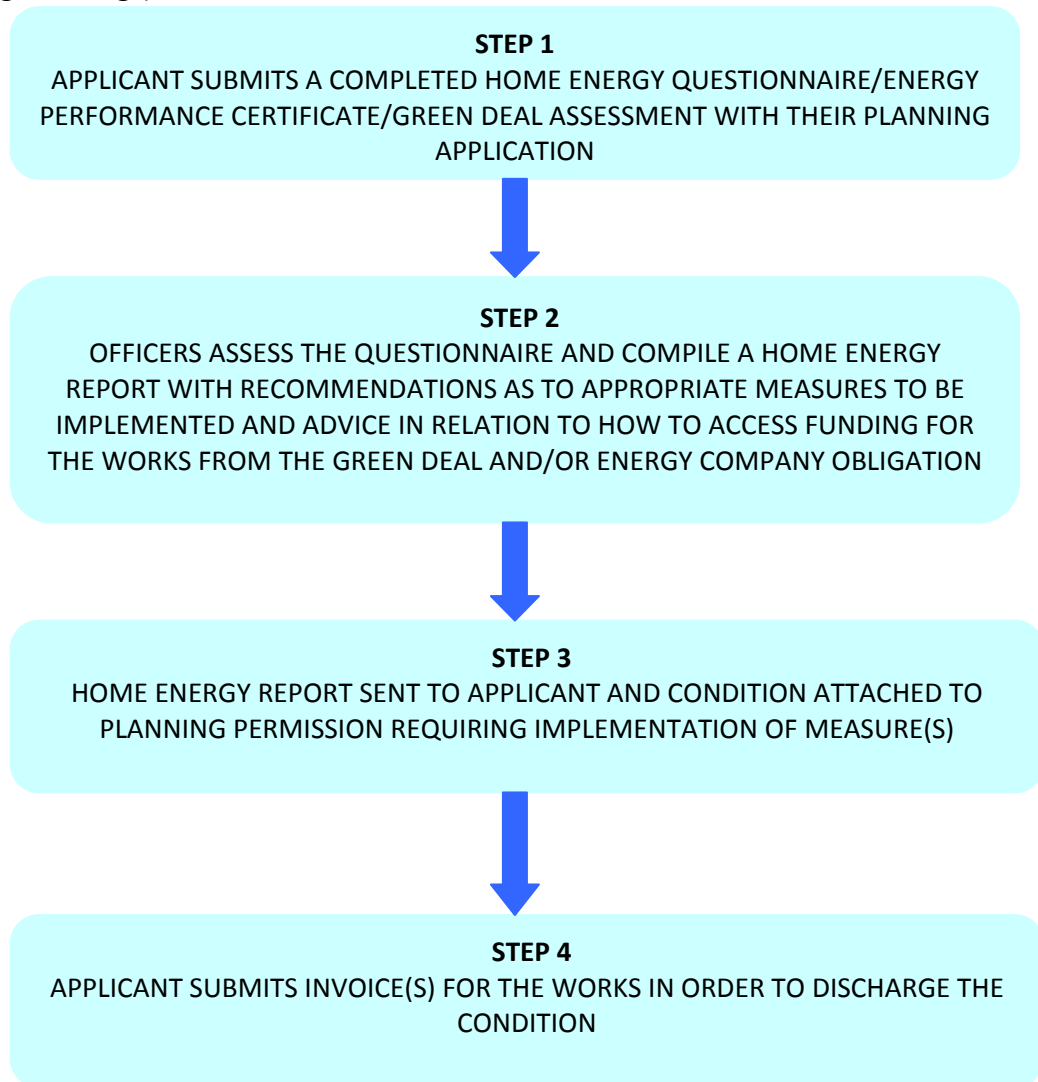 STEP 1
APPLICANT SUBMITS A COMPLETED HOME ENERGY QUESTIONNAIRE/ENERGY
PERFORMANCE CERTIFICATE/GREEN DEAL ASSESSMENT WITH THEIR PLANNING
APPLICATION
STEP 2
OFFICERS ASSESS THE QUESTIONNAIRE AND COMPILE A HOME ENERGY
REPORT WITH RECOMMENDATIONS AS TO APPROPRIATE MEASURES TO BE
IMPLEMENTED AND ADVICE IN RELATION TO HOW TO ACCESS FUNDING FOR
THE WORKS FROM THE GREEN DEAL AND/OR ENERGY COMPANY OBLIGATION
STEP 3
HOME ENERGY REPORT SENT TO APPLICANT AND CONDITION ATTACHED TO
PLANNING PERMISSION REQUIRING IMPLEMENTATION OF MEASURE(S)
STEP 4
APPLICANT SUBMITS INVOICE(S) FOR THE WORKS IN ORDER TO DISCHARGE THE
CONDITION